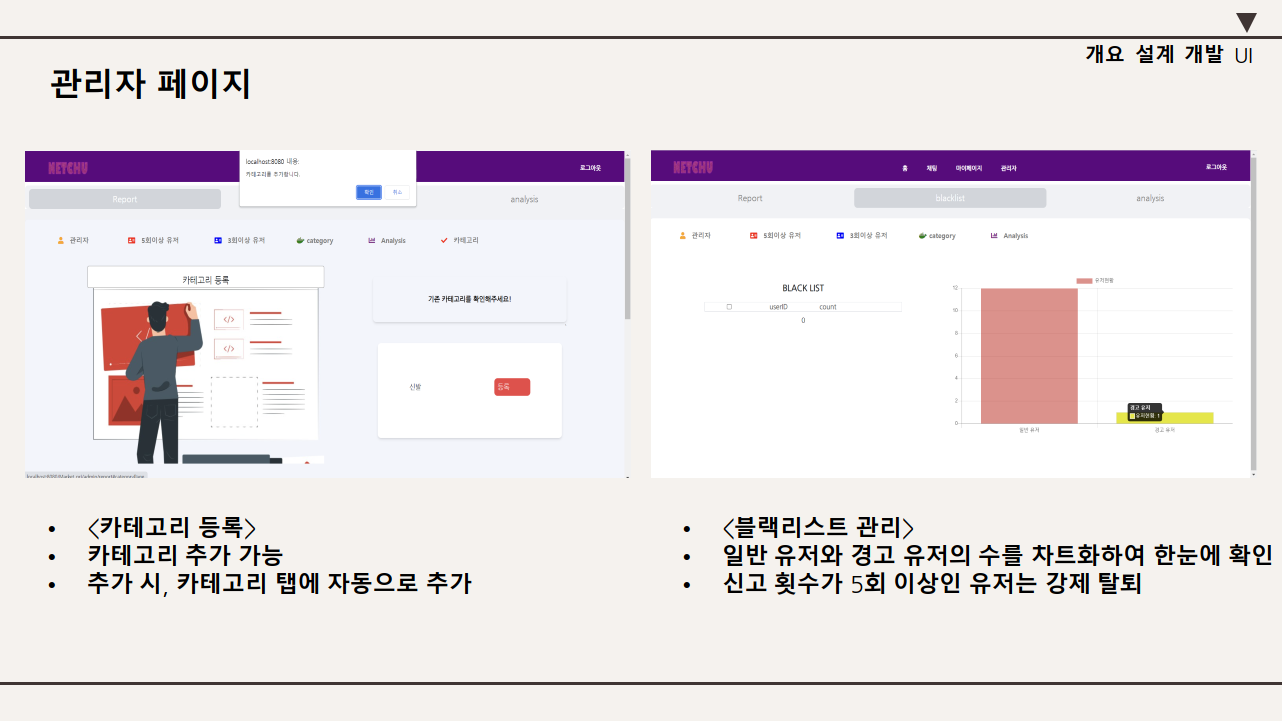 개요 설계 개발 UI
관리자 페이지
NETCHU
localhost:8080 내용:
카테고리를 추가합니다.
확인 취소
로그아웃
Report
analysis
관리자 5회이상 유저 3회이상 유저 category Analysis 카테고리
카테고리 등록
기존 카테고리를 확인해주세요!
신발 등록
NETCHU
홈 채팅 마이페이지 관리자 로그아웃
Report blacklist analysis
관리자 5회이상 유저 3회이상 유저 category Analysis
BLACK LIST
userID count
0
유저현황
12
10
8
6
4
2
0
경고 유저
유저현황 1
일반 유저 경고 유저
• <카테고리 등록>
• 카테고리 추가 가능
• 추가 시, 카테고리 탭에 자동으로 추가
• <블랙리스트 관리>
• 일반 유저와 경고 유저의 수를 차트화하여 한눈에 확인
• 신고 횟수가 5회 이상인 유저는 강제 탈퇴